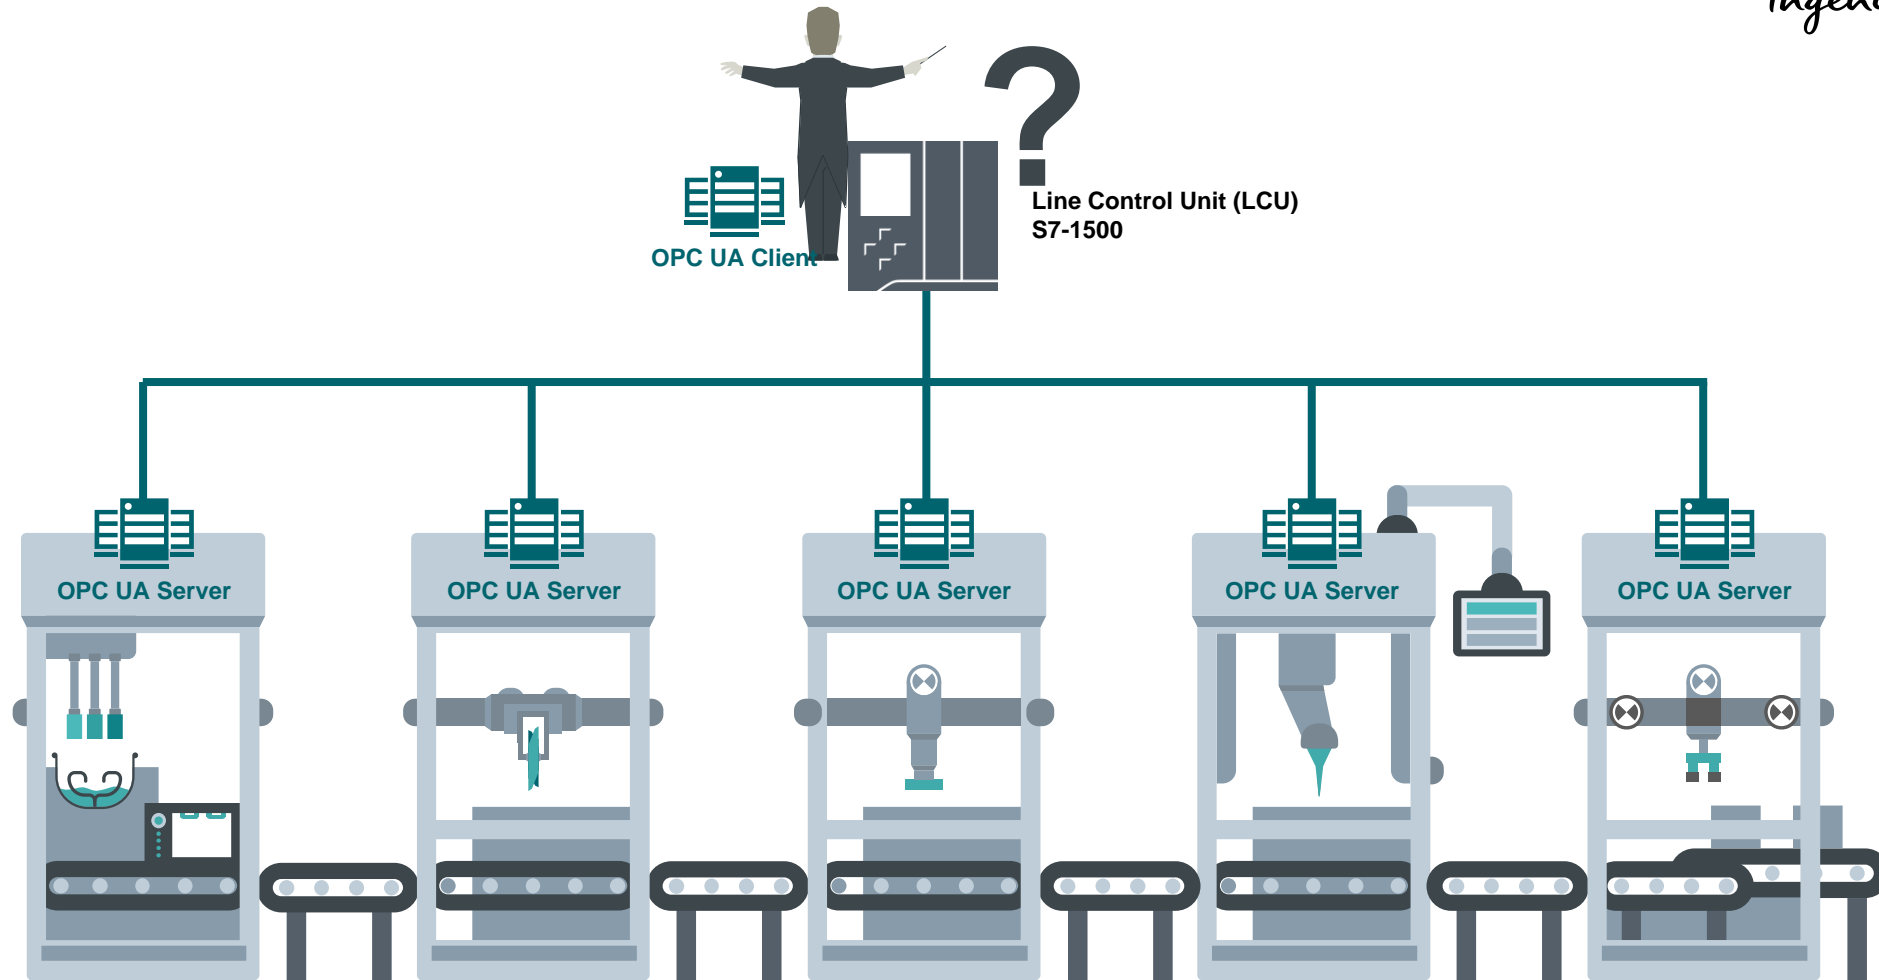 ?
Line Control Unit (LCU)
S7-1500
OPC UA Client
OPC UA Server
OPC UA Server
OPC UA Server
OPC UA Server
OPC UA Server